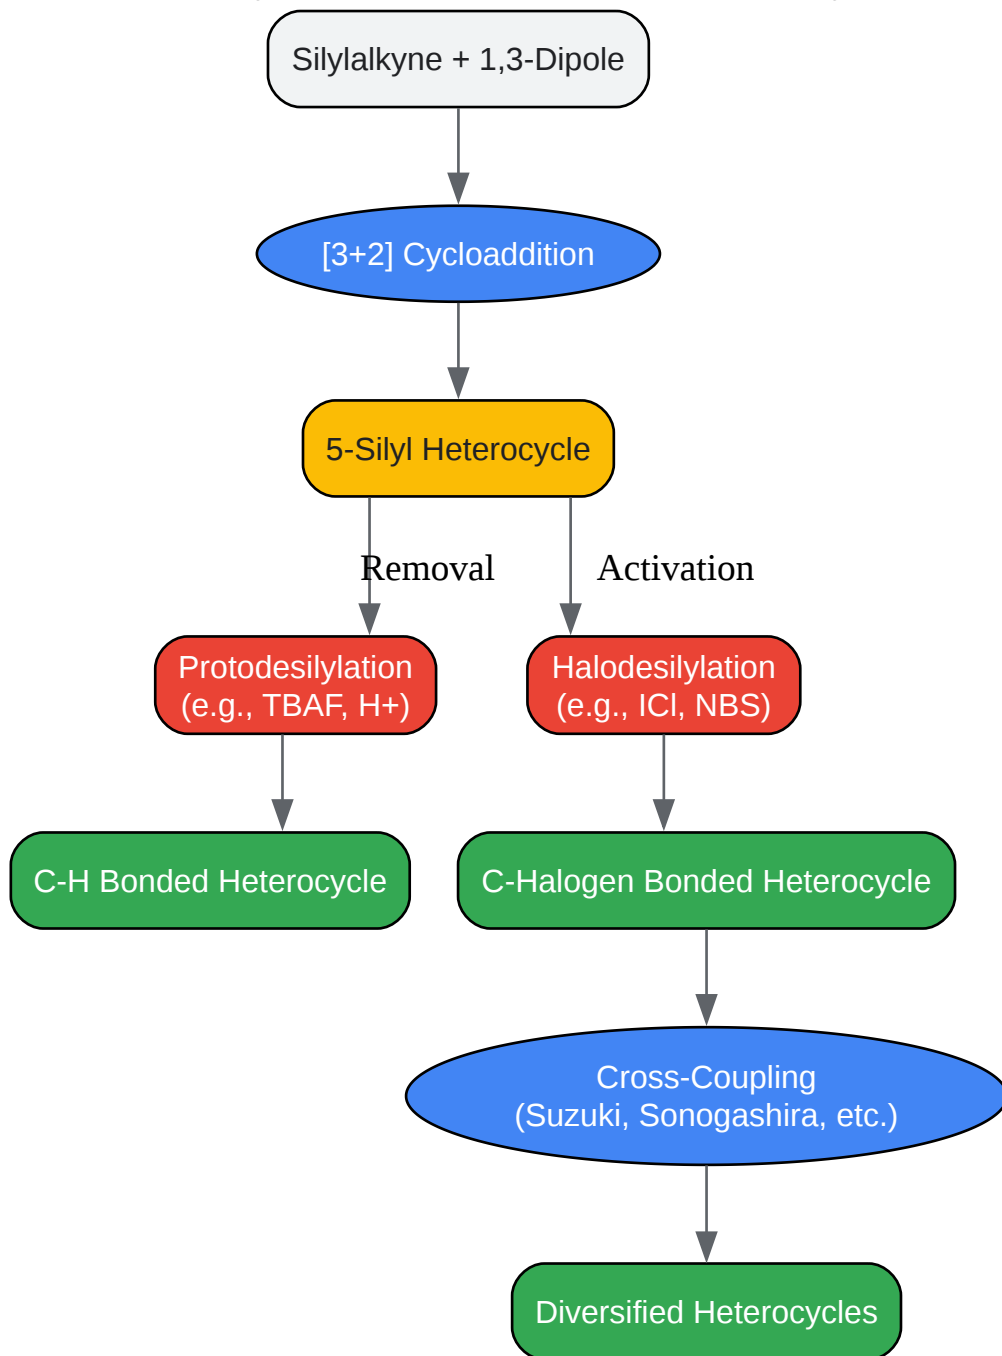 Silylalkyne + 1,3-Dipole
[3+2] Cycloaddition
5-Silyl Heterocycle
Removal
Activation
Protodesilylation
(e.g., TBAF, H+)
Halodesilylation
(e.g., ICl, NBS)
C-H Bonded Heterocycle
C-Halogen Bonded Heterocycle
Cross-Coupling
(Suzuki, Sonogashira, etc.)
Diversified Heterocycles